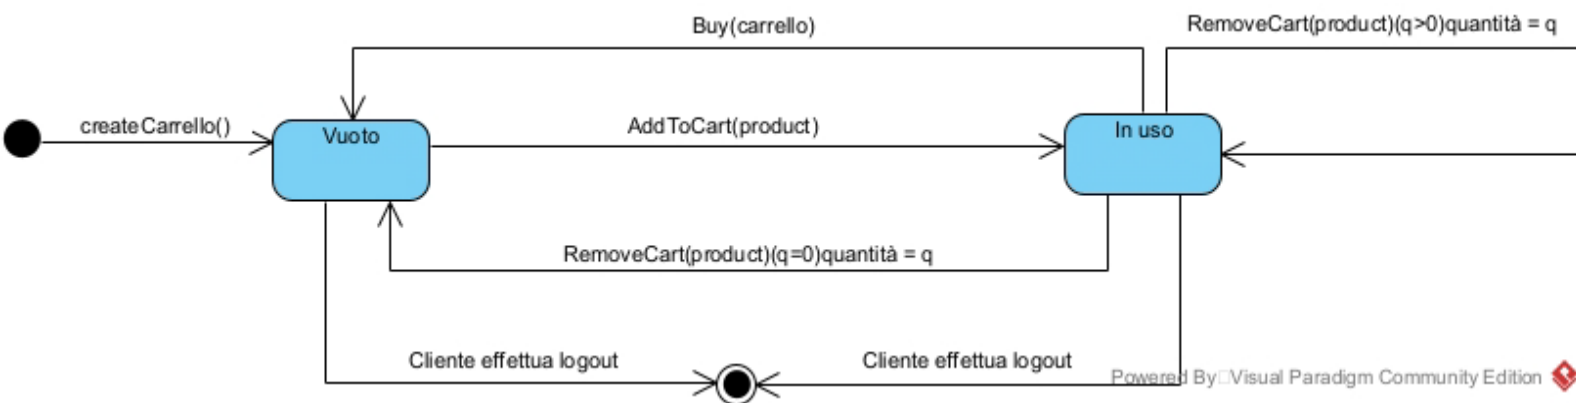 Buy(carrello)
RemoveCart(product)(q>0)quantità = q
createCarrello()
Vuoto
AddToCart(product)
In uso
RemoveCart(product)(q=0)quantità = q
Cliente effettua logout
Cliente effettua logout
Powered By Visual Paradigm Community Edition